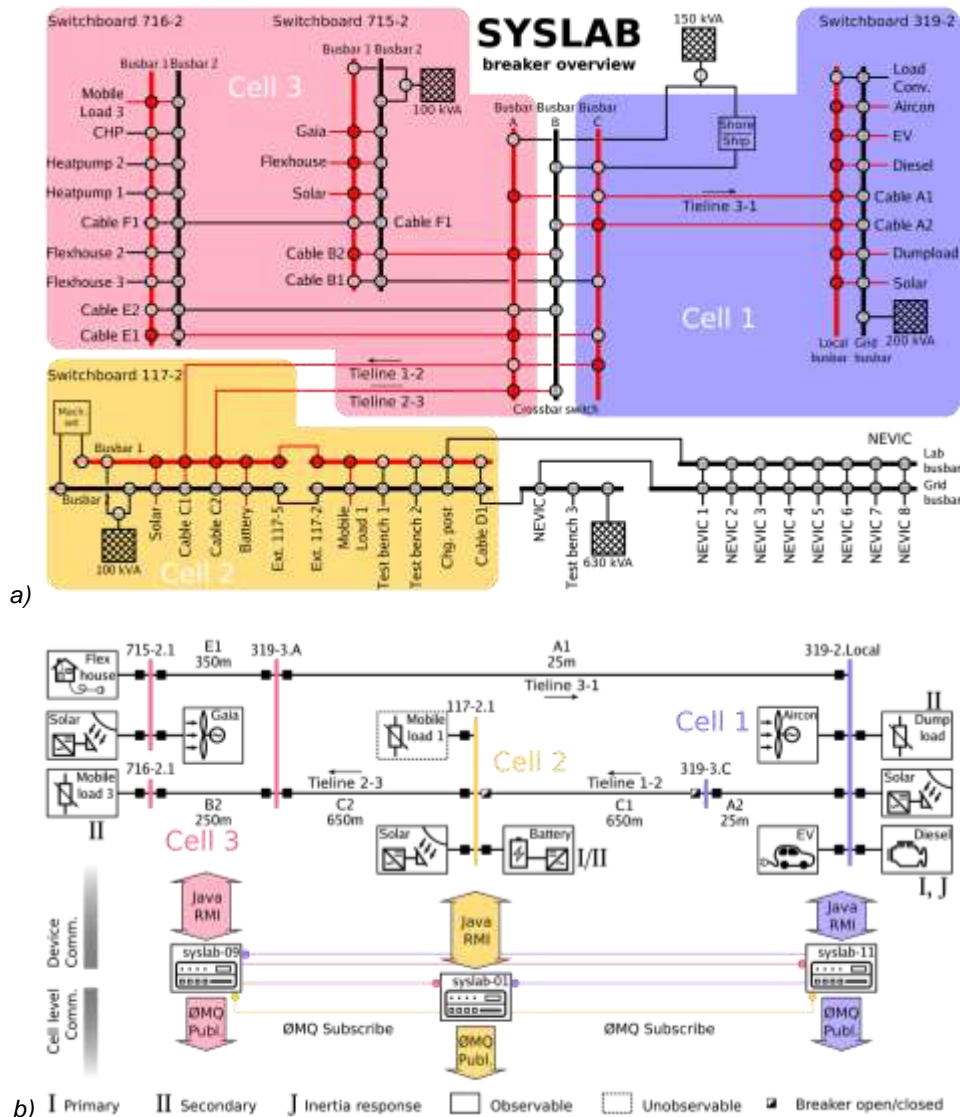 Switchboard 716-2
Switchboard 715-2
SYSLAB
breaker overview
150 kVA
Switchboard 319-2
Busbar 1 Busbar 2
Busbar 1 Busbar 2
Cell 3
100 kVA
Mobile
Load 3
CHP
Heatpump 2
Heatpump 1
Cable F1
Flexhouse 2
Flexhouse 3
Cable E2
Cable E1
Gaia
Flexhouse
Solar
Cable F1
Cable B2
Cable B1
Busbar
A
Busbar
B
Busbar
C
Shore
Ship
Load
Conv.
Aircon
EV
Diesel
Cable A1
Cable A2
Dumpload
Solar
200 kVA
Tieline 3-1
Cell 1
Local
busbar
Grid
busbar
Tieline 1-2
Tieline 2-3
Crossbar switch
Switchboard 117-2
Mech.
set
Busbar 1
Busbar
100 kVA
Cell 2
Solar
Cable C1
Cable C2
Battery
Ext. 117-5
Ext. 117-2
Mobile
Load 1
Test bench 1
Test bench 2
Chg. post
Cable D1
NEVIC
Test bench 3
630 kVA
NEVIC
Lab
busbar
Grid
busbar
NEVIC 1
NEVIC 2
NEVIC 3
NEVIC 4
NEVIC 5
NEVIC 6
NEVIC 7
NEVIC 8
a)
715-2.1
E1
350m
319-3.A
A1
25m
319-2.Local
Flex
house
Tieline 3-1
Solar
Gaia
Mobile
load 1
117-2.1
Cell 1
Aircon
II
Dump
load
Mobile
load 3
II
716-2.1
B2
250m
Tieline 2-3
C2
650m
Cell 2
Tieline 1-2
C1
650m
319-3.C
A2
25m
Solar
Cell 3
Solar
Battery
I/II
EV
Diesel
I, J
Device
Comm.
Cell level
Comm.
Java
RMI
Java
RMI
Java
RMI
syslab-09
syslab-01
syslab-11
ØMQ
Publ.
ØMQ Subscribe
ØMQ
Publ.
ØMQ Subscribe
ØMQ
Publ.
b)
I Primary
II Secondary
J Inertia response
Observable
Unobservable
Breaker open/closed